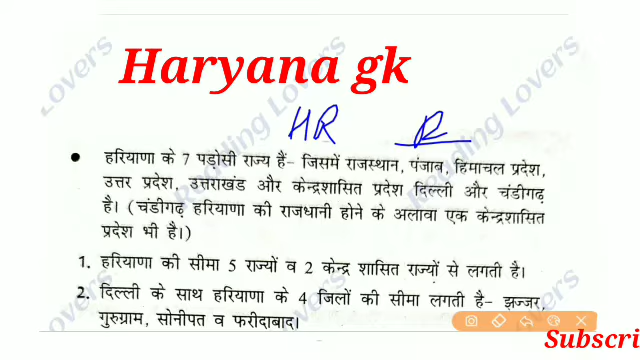 Haryana gk
HR R
Reading Lovers
हरियाणा के 7 पड़ोसी राज्य हैं- जिसमें राजस्थान, पंजाब, हिमाचल प्रदेश,
उत्तर प्रदेश, उत्तराखंड और केन्द्रशासित प्रदेश दिल्ली और चंडीगढ़
है। (चंडीगढ़ हरियाणा की राजधानी होने के अलावा एक केन्द्रशासित
प्रदेश भी है।)
1. हरियाणा की सीमा 5 राज्यों व 2 केन्द्र शासित राज्यों से लगती है।
2. दिल्ली के साथ हरियाणा के 4 जिलों की सीमा लगती है- झज्जर,
गुरुग्राम, सोनीपत व फरीदाबाद।
Subscri